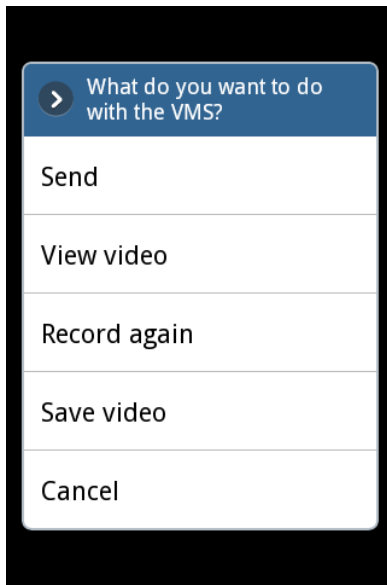 What do you want to do
with the VMS?
Send
View video
Record again
Save video
Cancel